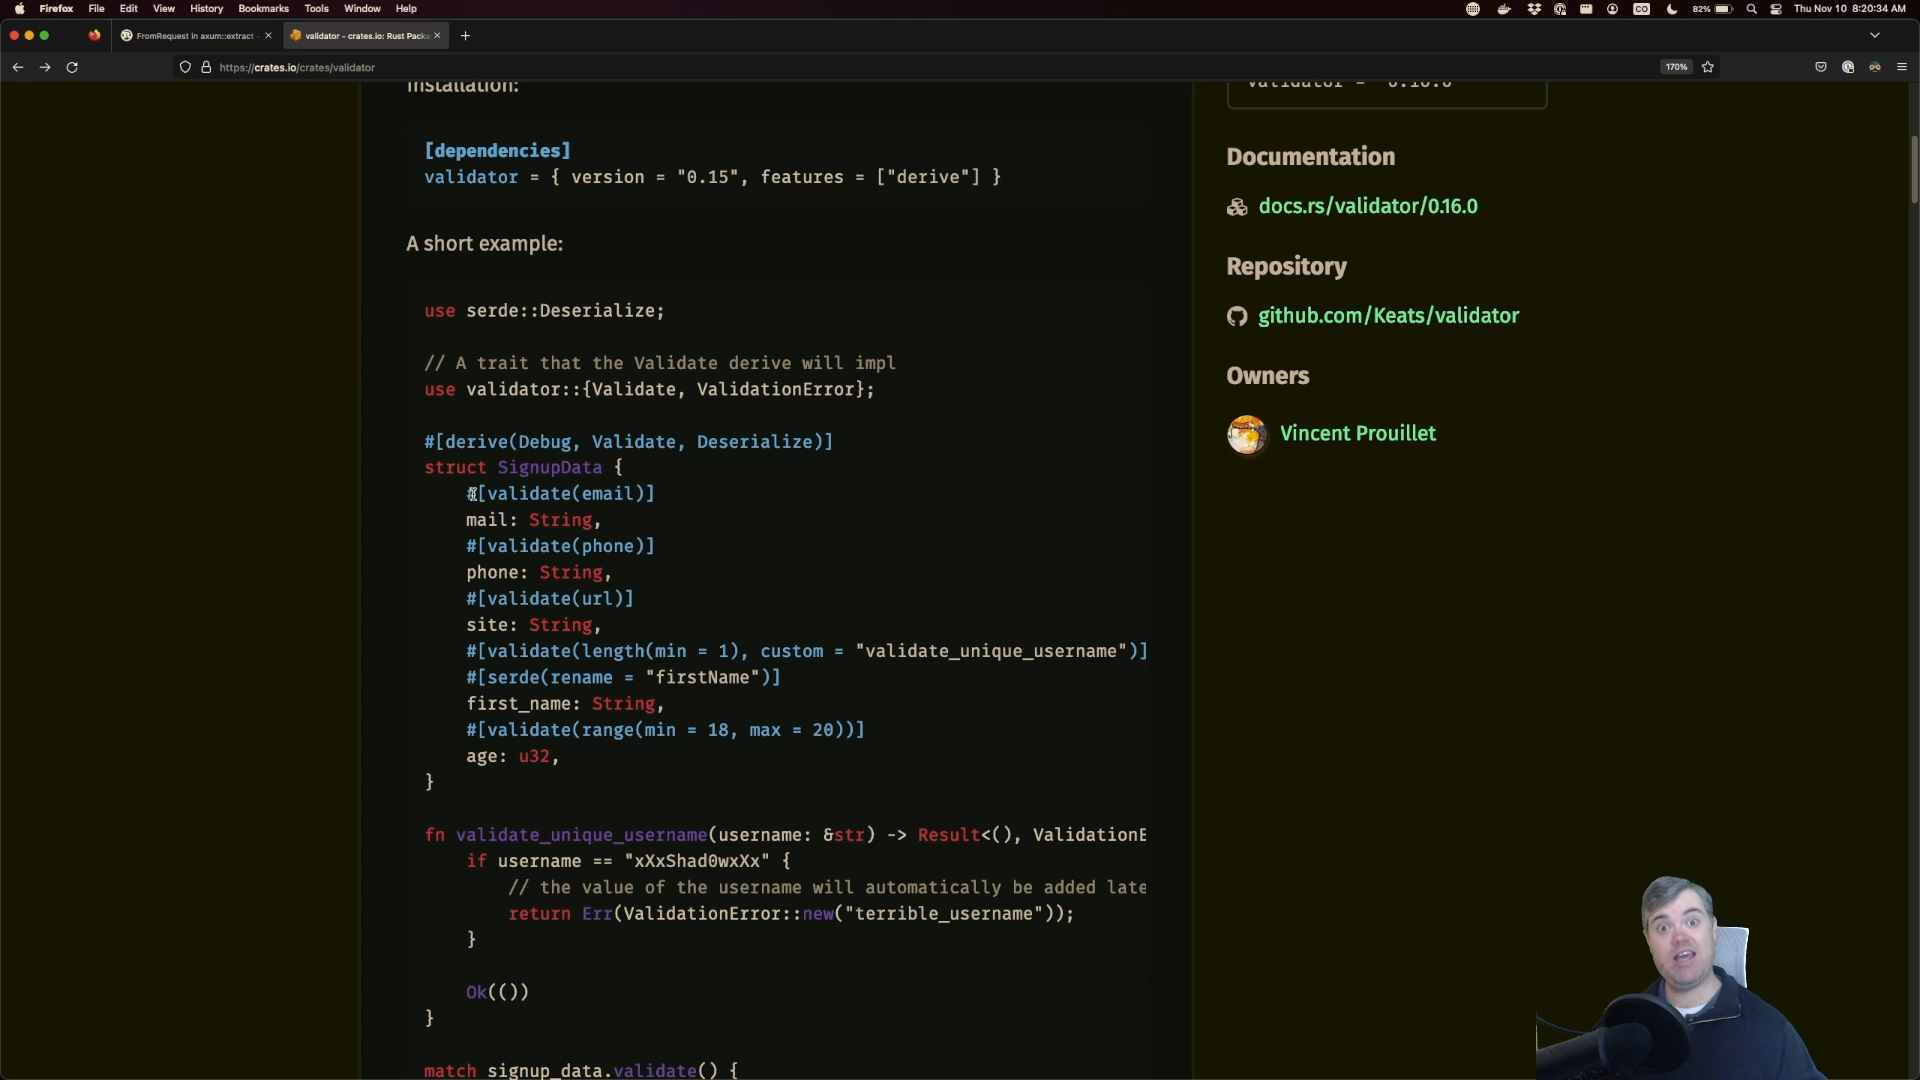 Firefox File Edit View History Bookmarks Tools Window Help
CO 82% Thu Nov 10 8:20:34 AM
FromRequest in axum::extract -
validator - crates.io: Rust Packa
https://crates.io/crates/validator
170%
Installation:
[dependencies]
validator = { version = "0.15", features = ["derive"] }
A short example:
use serde::Deserialize;
// A trait that the Validate derive will impl
use validator::{Validate, ValidationError};
#[derive(Debug, Validate, Deserialize)]
struct SignupData {
#[validate(email)]
mail: String,
#[validate(phone)]
phone: String,
#[validate(url)]
site: String,
#[validate(length(min = 1), custom = "validate_unique_username")]
#[serde(rename = "firstName")]
first_name: String,
#[validate(range(min = 18, max = 20))]
age: u32,
}
fn validate_unique_username(username: &str) -> Result<(), ValidationE
if username == "xXxShad0wxXx" {
// the value of the username will automatically be added late
return Err(ValidationError::new("terrible_username"));
}
Ok(())
}
match signup_data.validate() {
validator = "0.16.0"
Documentation
docs.rs/validator/0.16.0
Repository
github.com/Keats/validator
Owners
Vincent Prouillet